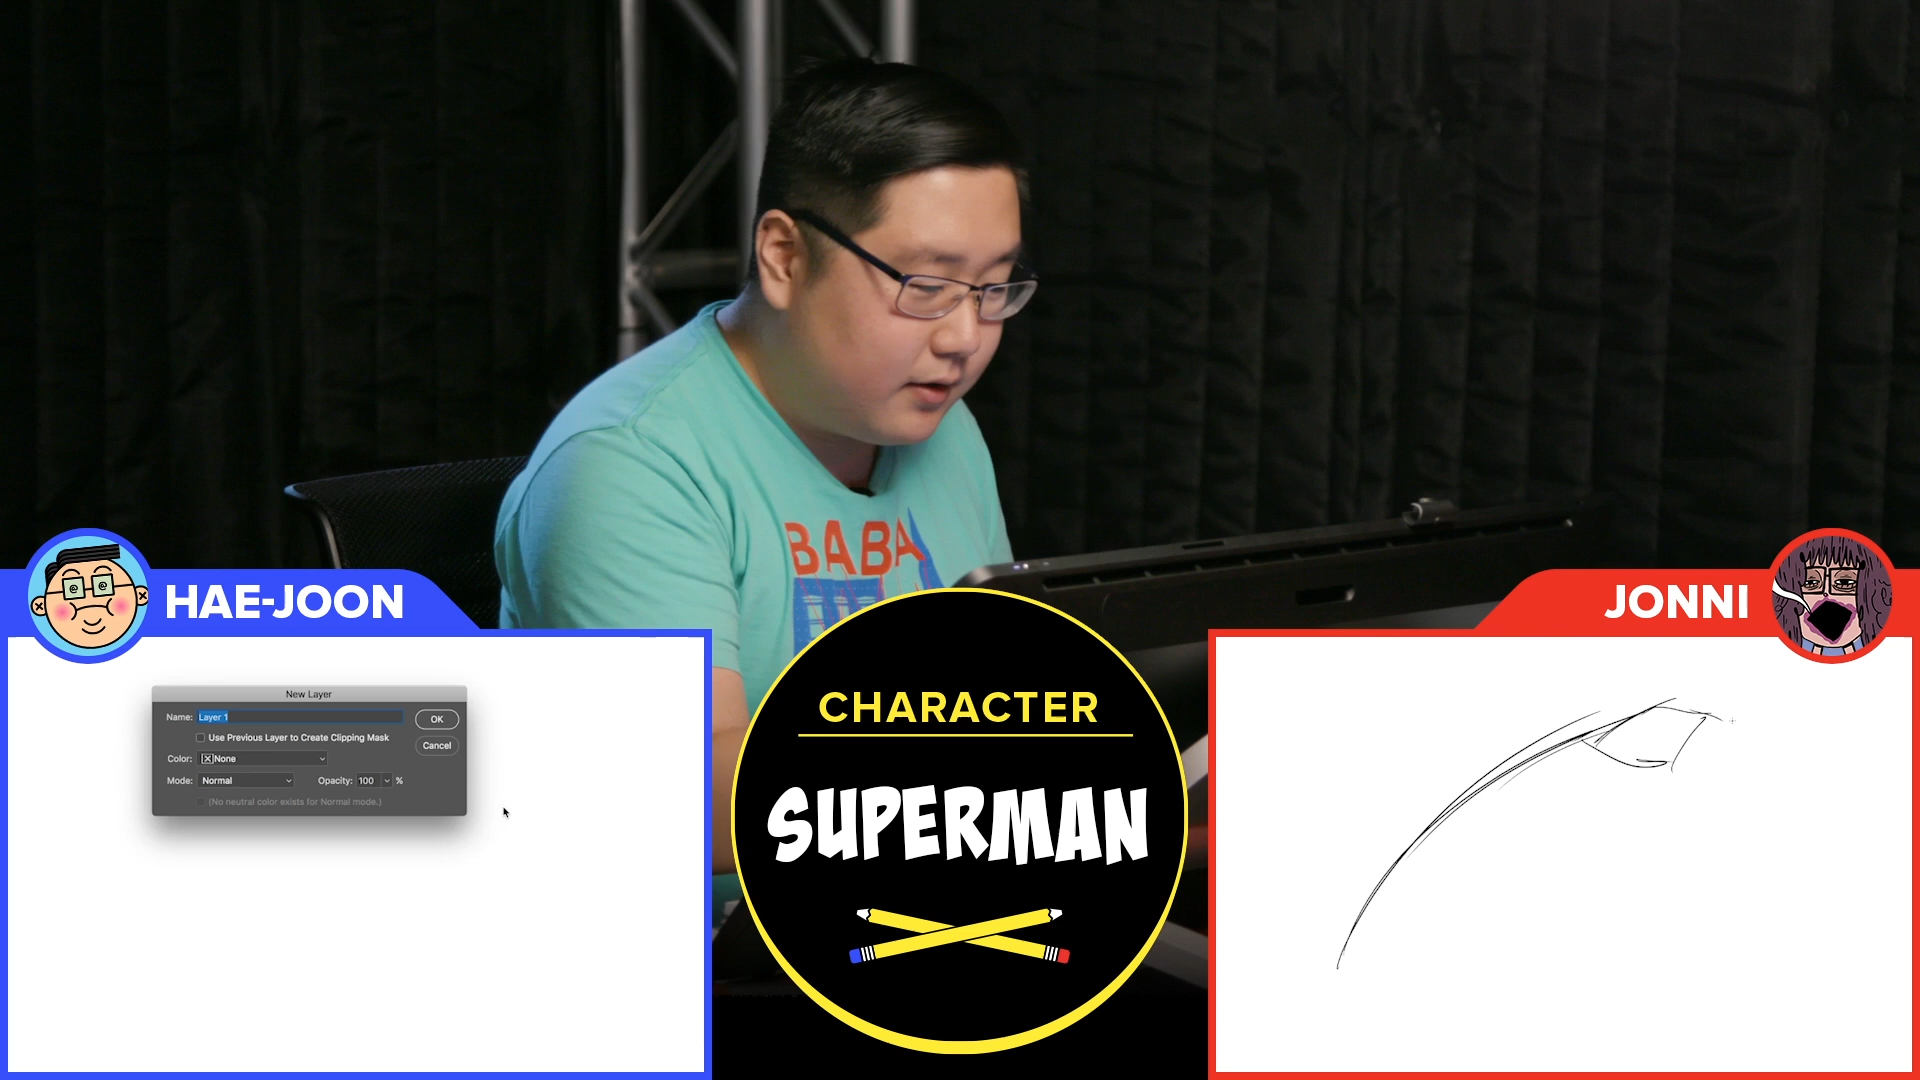 BABA
HAE-JOON
JONNI
New Layer
Name: Layer 1
OK
Use Previous Layer to Create Clipping Mask
Cancel
Color: None
Mode: Normal Opacity: 100 %
(No neutral color exists for Normal mode.)
CHARACTER
SUPERMAN